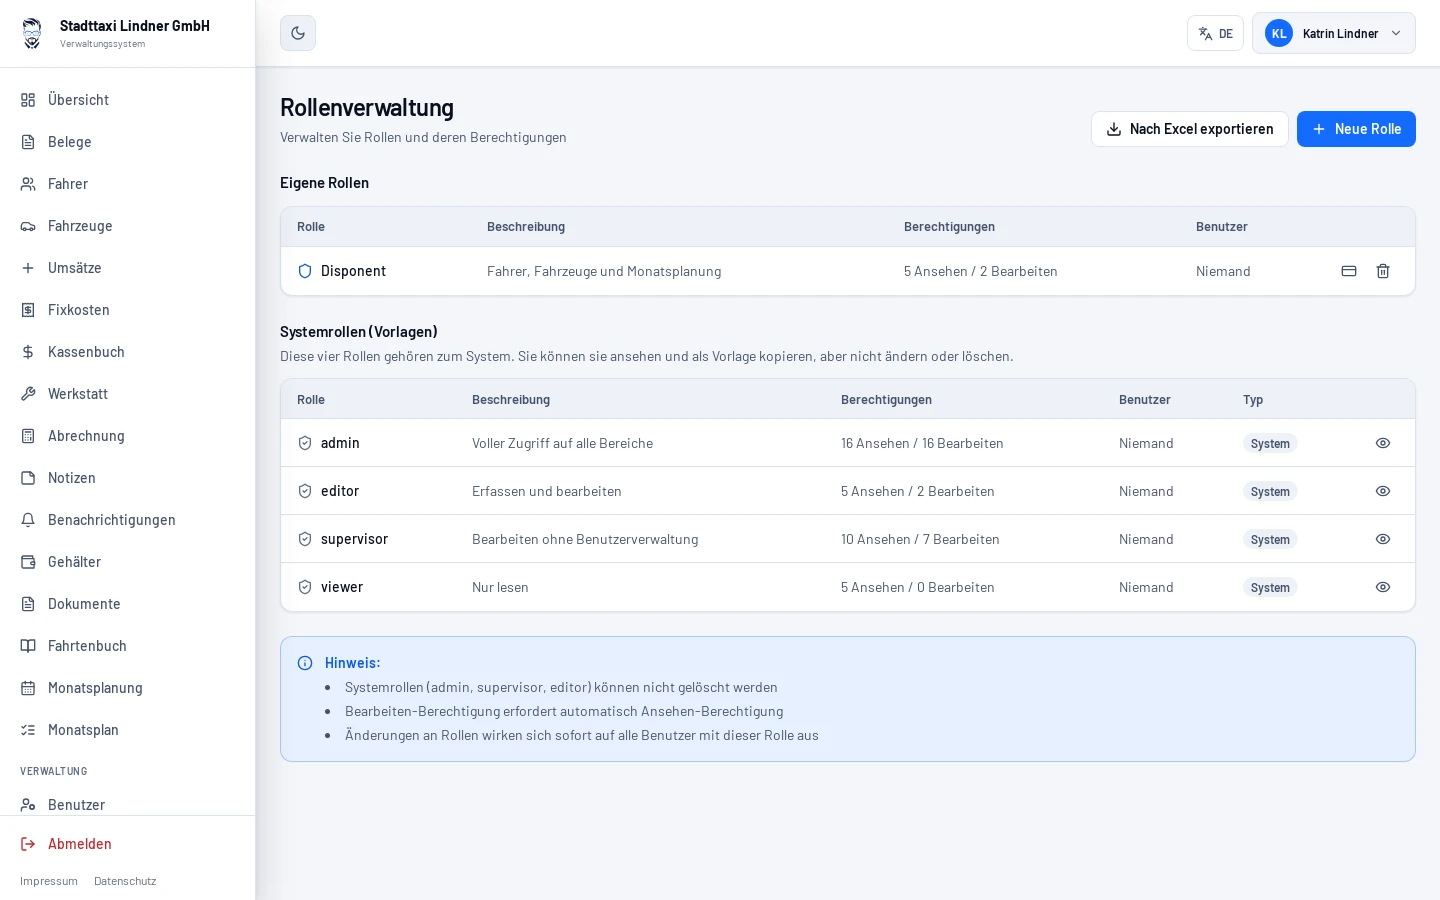 Stadttaxi Lindner GmbH
Verwaltungssystem
DE
KL
Katrin Lindner
Übersicht
Belege
Fahrer
Fahrzeuge
Umsätze
Fixkosten
Kassenbuch
Werkstatt
Abrechnung
Notizen
Benachrichtigungen
Gehälter
Dokumente
Fahrtenbuch
Monatsplanung
Monatsplan
VERWALTUNG
Benutzer
Abmelden
Impressum Datenschutz
Rollenverwaltung
Verwalten Sie Rollen und deren Berechtigungen
Nach Excel exportieren
Neue Rolle
Eigene Rollen
Rolle Beschreibung Berechtigungen Benutzer
Disponent Fahrer, Fahrzeuge und Monatsplanung 5 Ansehen / 2 Bearbeiten Niemand
Systemrollen (Vorlagen)
Diese vier Rollen gehören zum System. Sie können sie ansehen und als Vorlage kopieren, aber nicht ändern oder löschen.
Rolle Beschreibung Berechtigungen Benutzer Typ
admin Voller Zugriff auf alle Bereiche 16 Ansehen / 16 Bearbeiten Niemand System
editor Erfassen und bearbeiten 5 Ansehen / 2 Bearbeiten Niemand System
supervisor Bearbeiten ohne Benutzerverwaltung 10 Ansehen / 7 Bearbeiten Niemand System
viewer Nur lesen 5 Ansehen / 0 Bearbeiten Niemand System
Hinweis:
• Systemrollen (admin, supervisor, editor) können nicht gelöscht werden
• Bearbeiten-Berechtigung erfordert automatisch Ansehen-Berechtigung
• Änderungen an Rollen wirken sich sofort auf alle Benutzer mit dieser Rolle aus